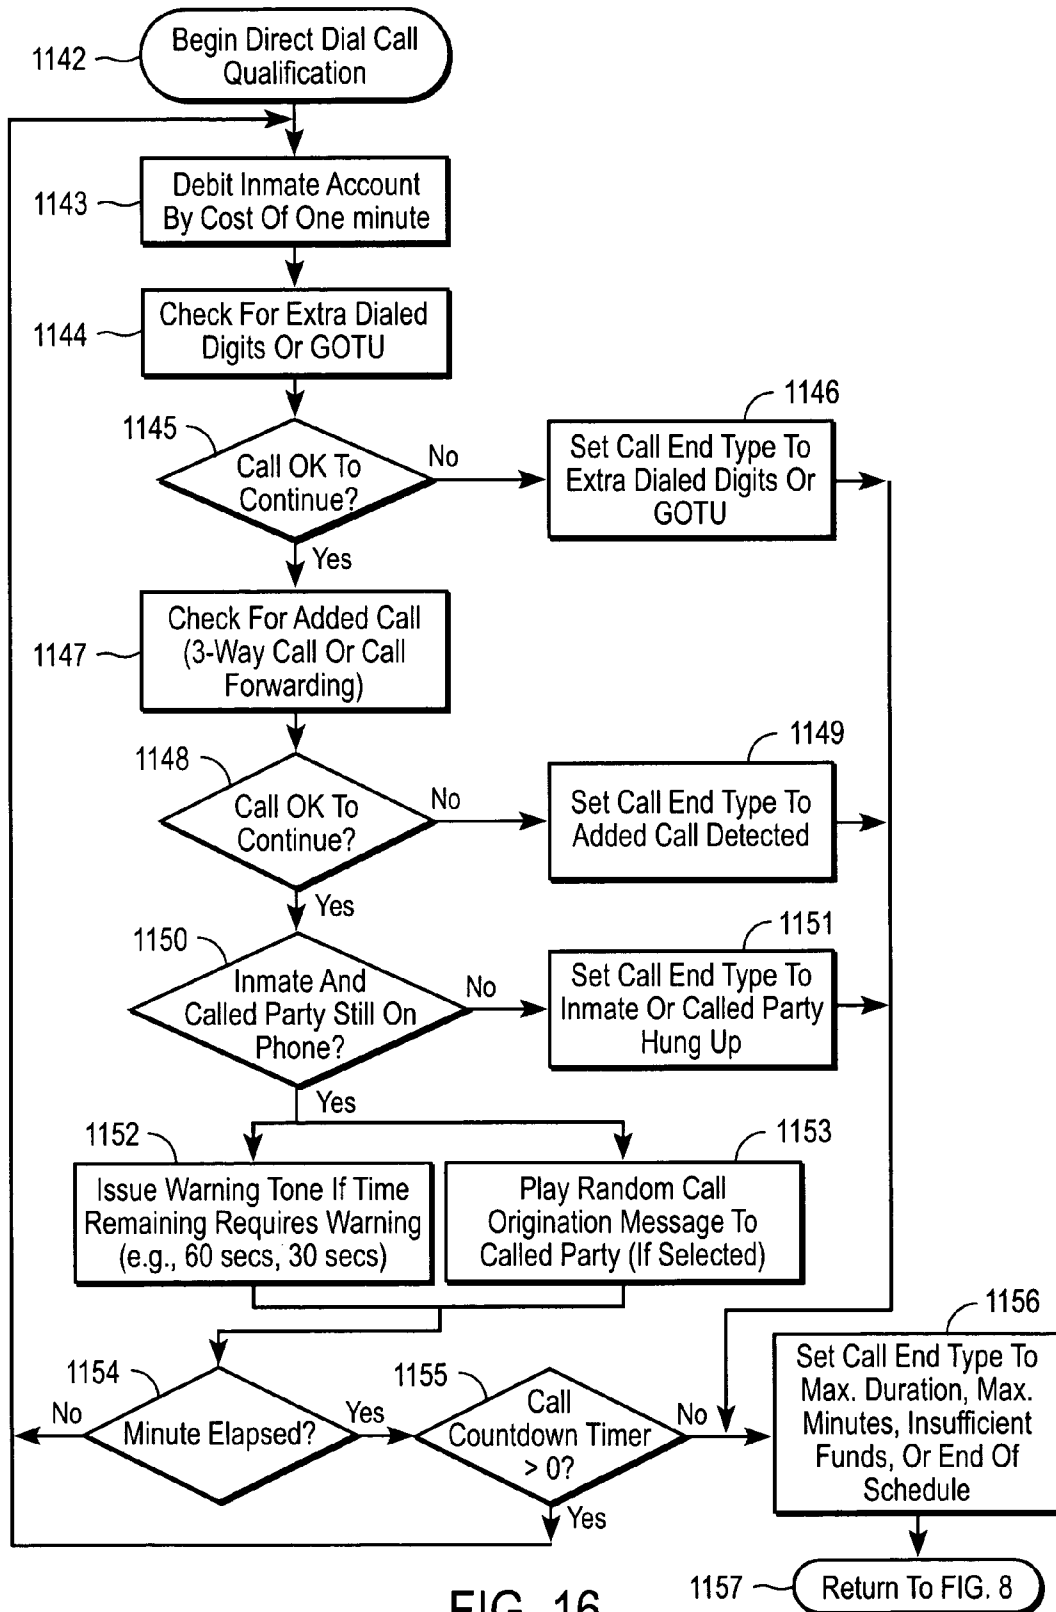 Begin Direct Dial Call
Qualification
1142
Debit Inmate Account
By Cost Of One minute
1143
Check For Extra Dialed
Digits Or GOTU
1144
1145
Call OK To
Continue?
No
Yes
1146
Set Call End Type To
Extra Dialed Digits Or
GOTU
Check For Added Call
(3-Way Call Or Call
Forwarding)
1147
1148
Call OK To
Continue?
No
Yes
1149
Set Call End Type To
Added Call Detected
1150
Inmate And
Called Party Still On
Phone?
No
Yes
1151
Set Call End Type To
Inmate Or Called Party
Hung Up
1152
Issue Warning Tone If Time
Remaining Requires Warning
(e.g., 60 secs, 30 secs)
1153
Play Random Call
Origination Message To
Called Party (If Selected)
1154
No
Minute Elapsed?
Yes
1155
Call
Countdown Timer
> 0?
No
Yes
1156
Set Call End Type To
Max. Duration, Max.
Minutes, Insufficient
Funds, Or End Of
Schedule
1157
Return To FIG. 8
FIG. 16